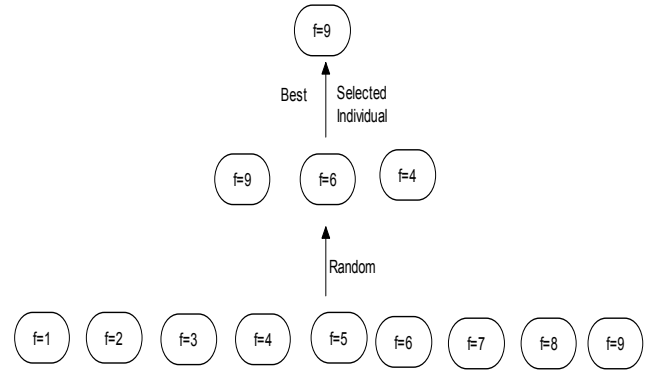 f=9
Best
Selected
Individual
f=9 f=6 f=4
Random
f=1 f=2 f=3 f=4 f=5 f=6 f=7 f=8 f=9